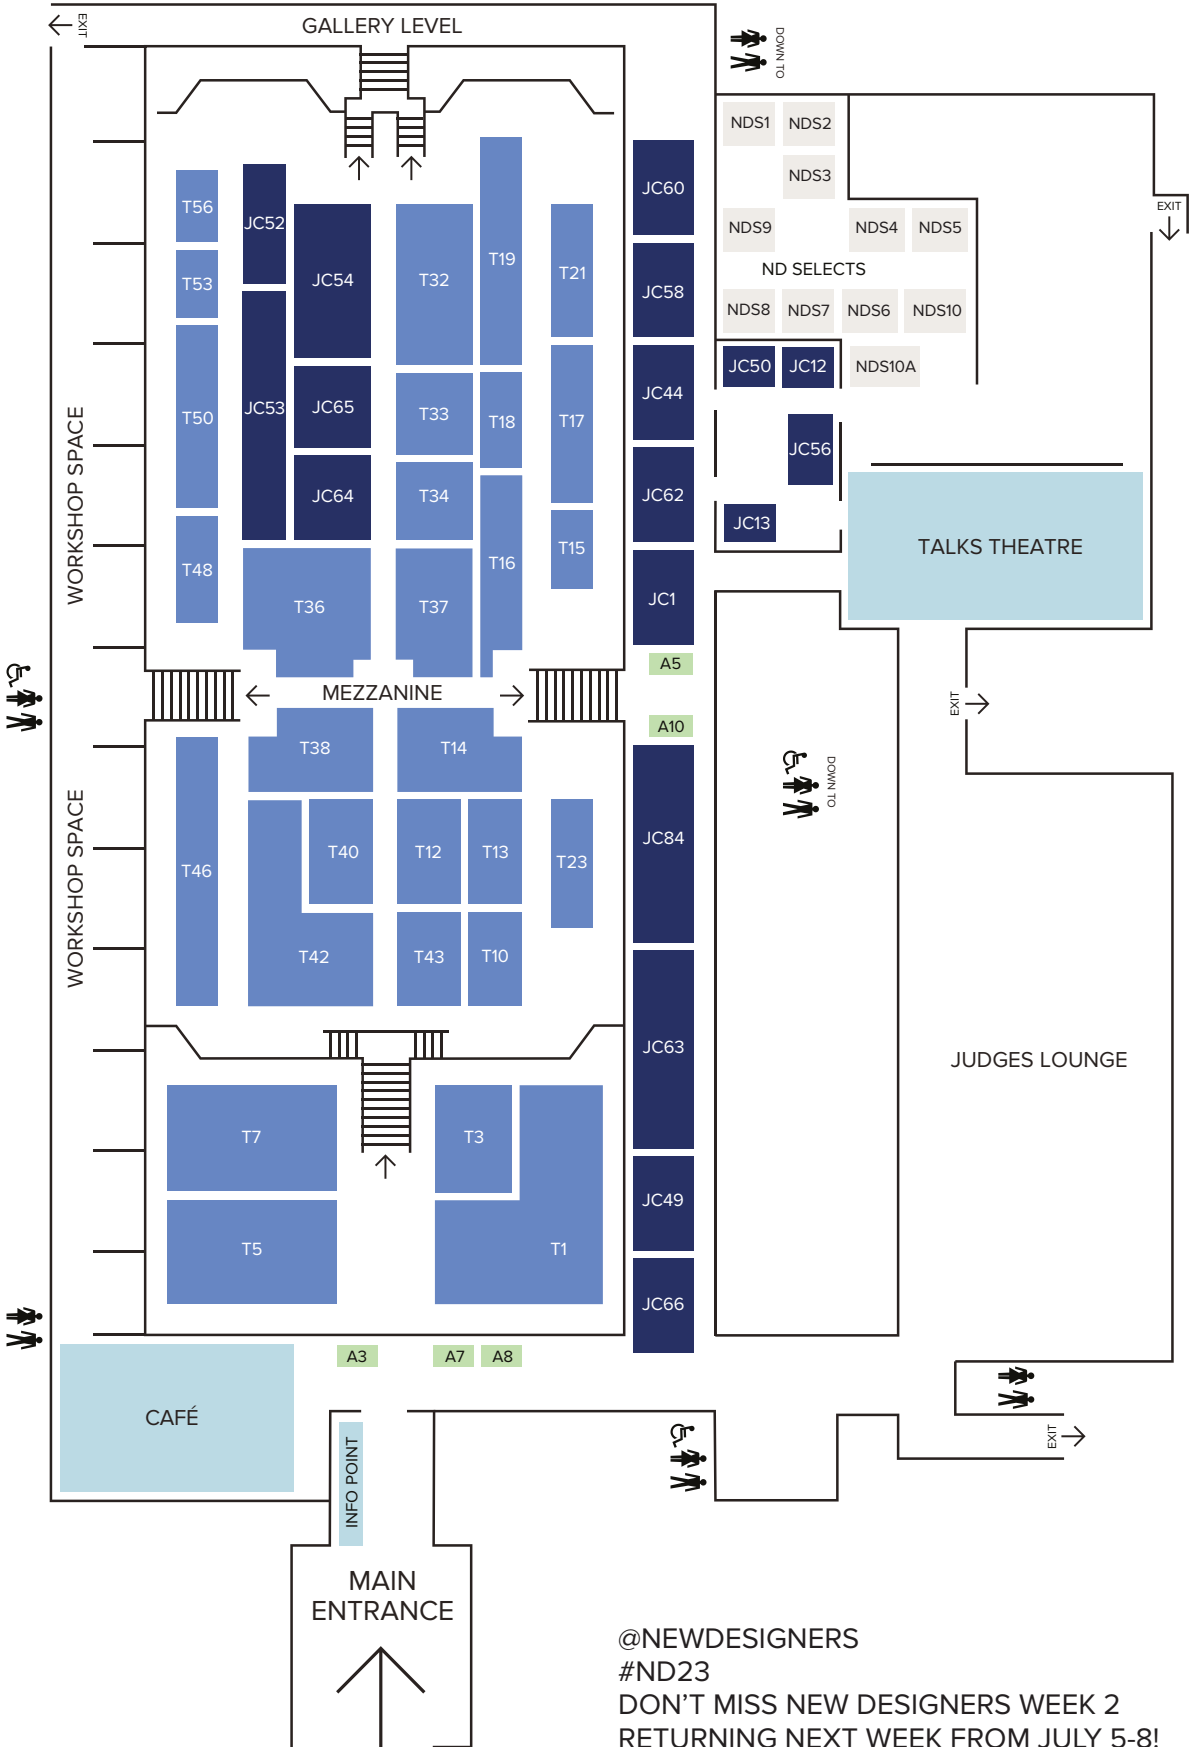 EXIT
GALLERY LEVEL
DOWN TO
NDS1
NDS2
NDS3
JC60
T56
JC52
JC54
T32
T19
T21
NDS9
NDS4
NDS5
EXIT
ND SELECTS
T53
JC58
NDS8
NDS7
NDS6
NDS10
JC50
JC12
NDS10A
JC44
T50
JC53
JC65
T33
T18
T17
JC56
WORKSHOP SPACE
JC64
T34
JC62
JC13
TALKS THEATRE
T48
T16
T15
T36
T37
JC1
A5
MEZZANINE
EXIT
A10
T38
T14
DOWN TO
WORKSHOP SPACE
T46
T40
T12
T13
T23
JC84
T42
T43
T10
JC63
JUDGES LOUNGE
T7
T3
JC49
T5
T1
JC66
A3
A7
A8
CAFÉ
INFO POINT
EXIT
MAIN
ENTRANCE
@NEWDESIGNERS
#ND23
DON'T MISS NEW DESIGNERS WEEK 2
RETURNING NEXT WEEK FROM JULY 5-8!